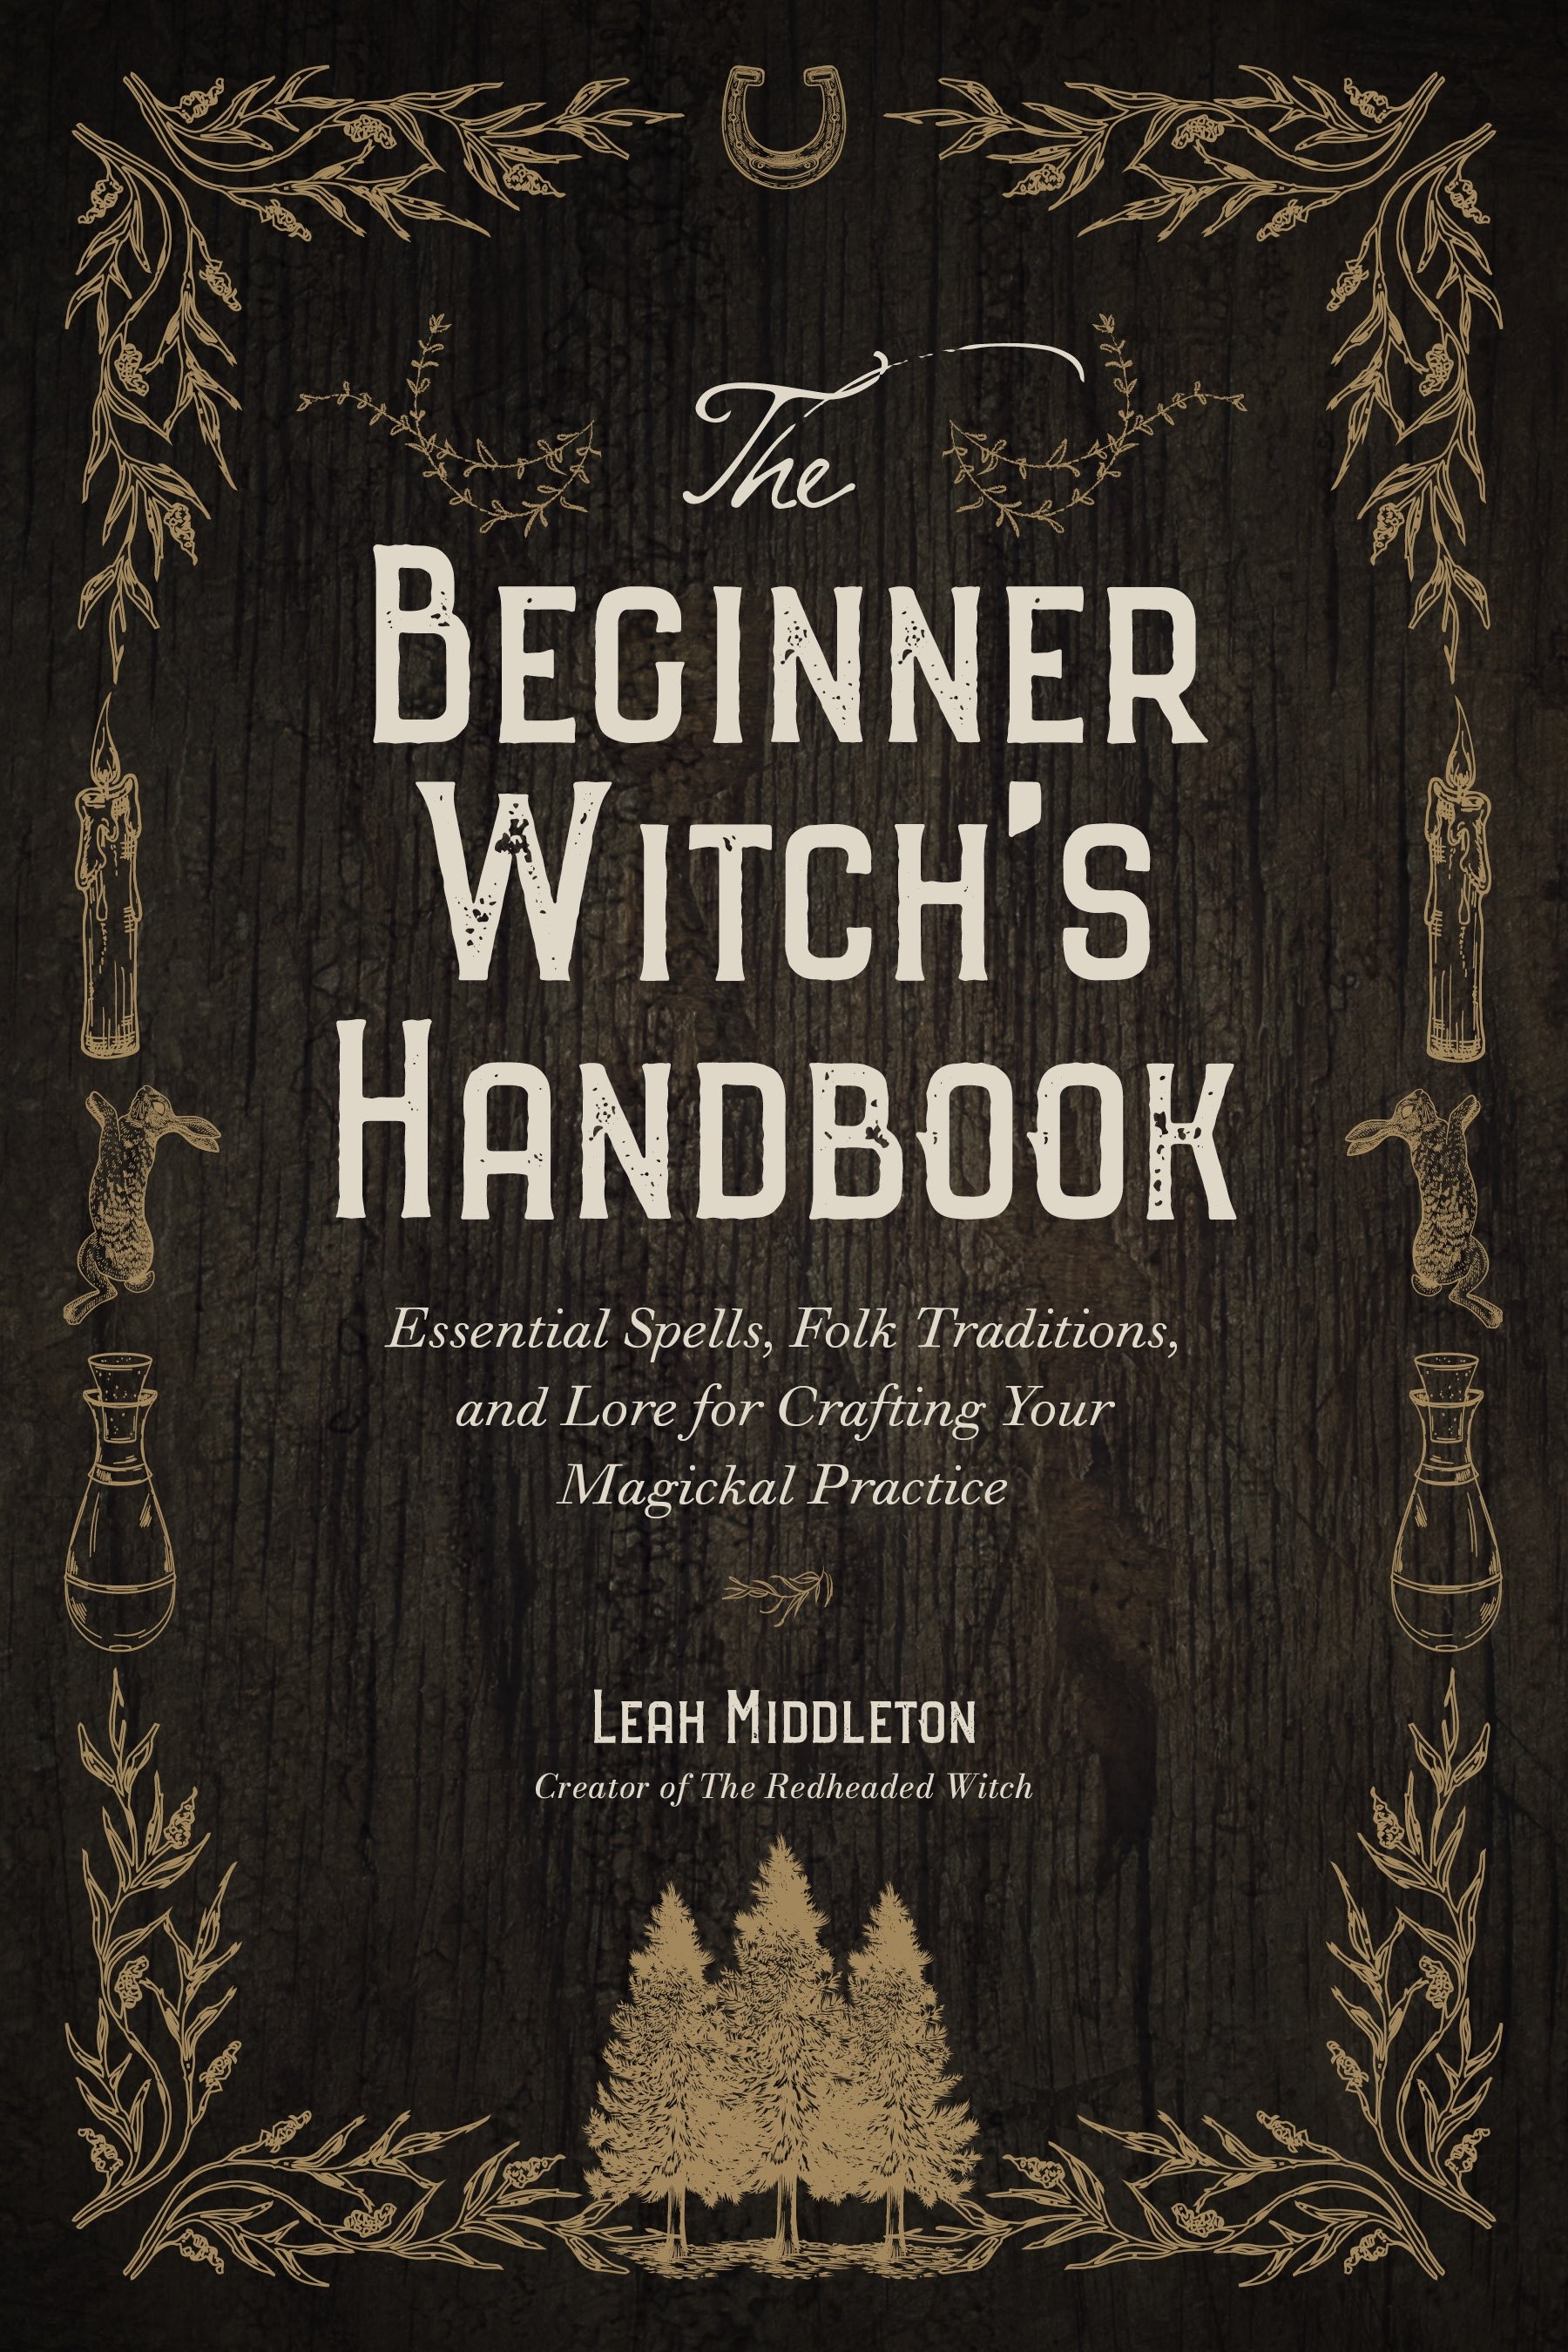 The
BEGINNER
WITCH'S
HANDBOOK
Essential Spells, Folk Traditions,
and Lore for Crafting Your
Magickal Practice
LEAH MIDDLETON
Creator of The Redheaded Witch